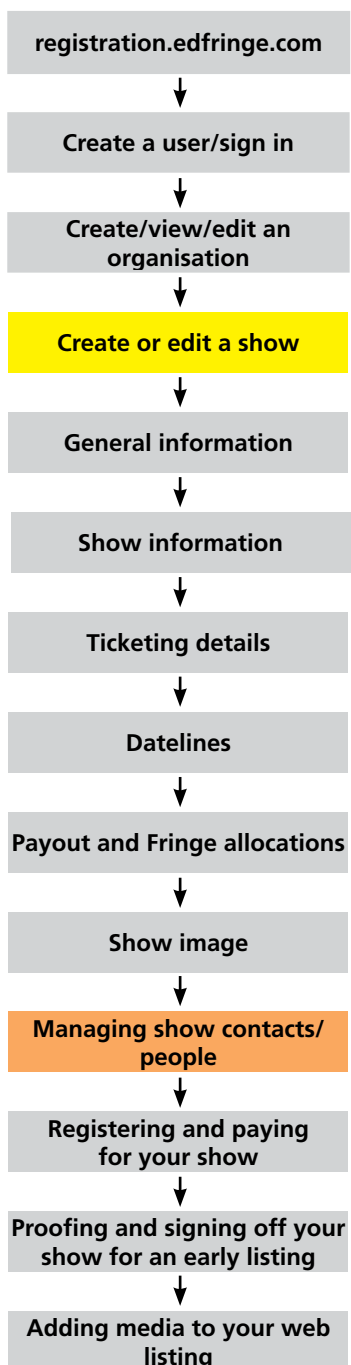 registration.edfringe.com
Create a user/sign in
Create/view/edit an
organisation
Create or edit a show
General information
Show information
Ticketing details
Datelines
Payout and Fringe allocations
Show image
Managing show contacts/
people
Registering and paying
for your show
Proofing and signing off your
show for an early listing
Adding media to your web
listing